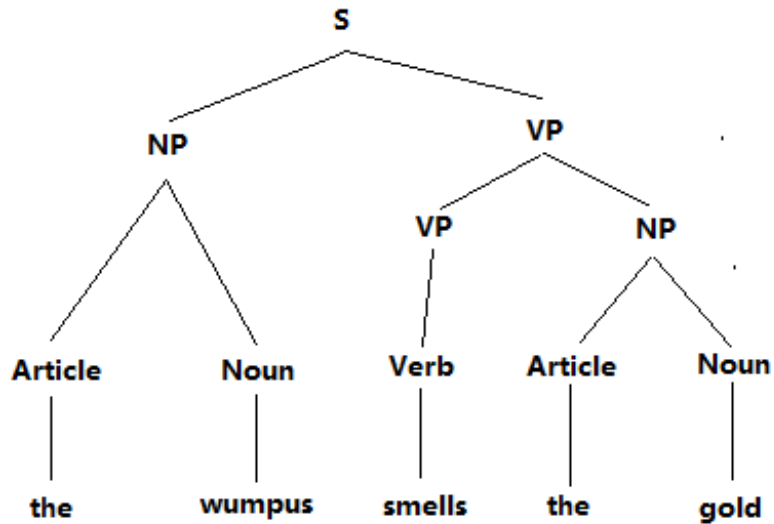 S
NP VP
VP NP
Article Noun Verb Article Noun
the wumpus smells the gold